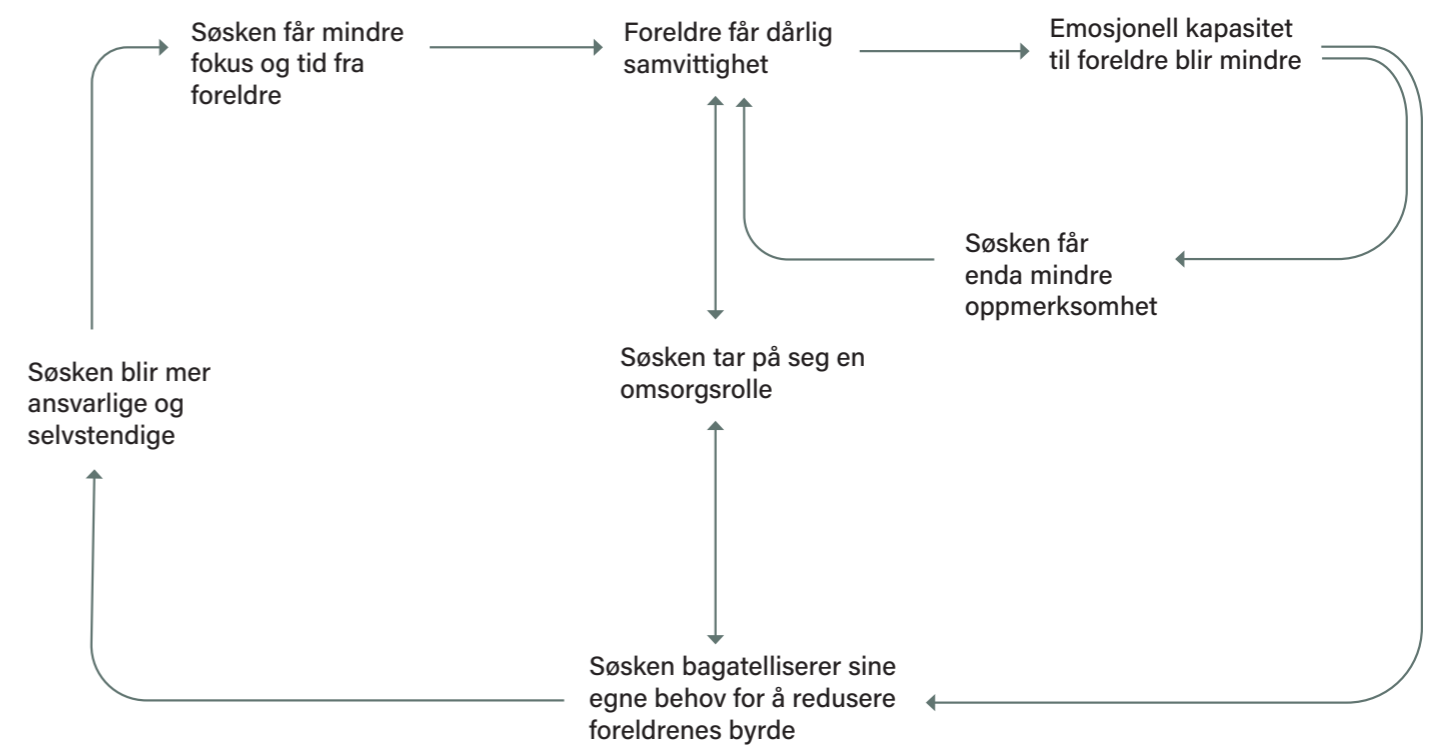 Søsken får mindre
fokus og tid fra
foreldre
Foreldre får dårlig
samvittighet
Emosjonell kapasitet
til foreldre blir mindre
Søsken får
enda mindre
oppmerksomhet
Søsken tar på seg en
omsorgsrolle
Søsken blir mer
ansvarlige og
selvstendige
Søsken bagatelliserer sine
egne behov for å redusere
foreldrenes byrde